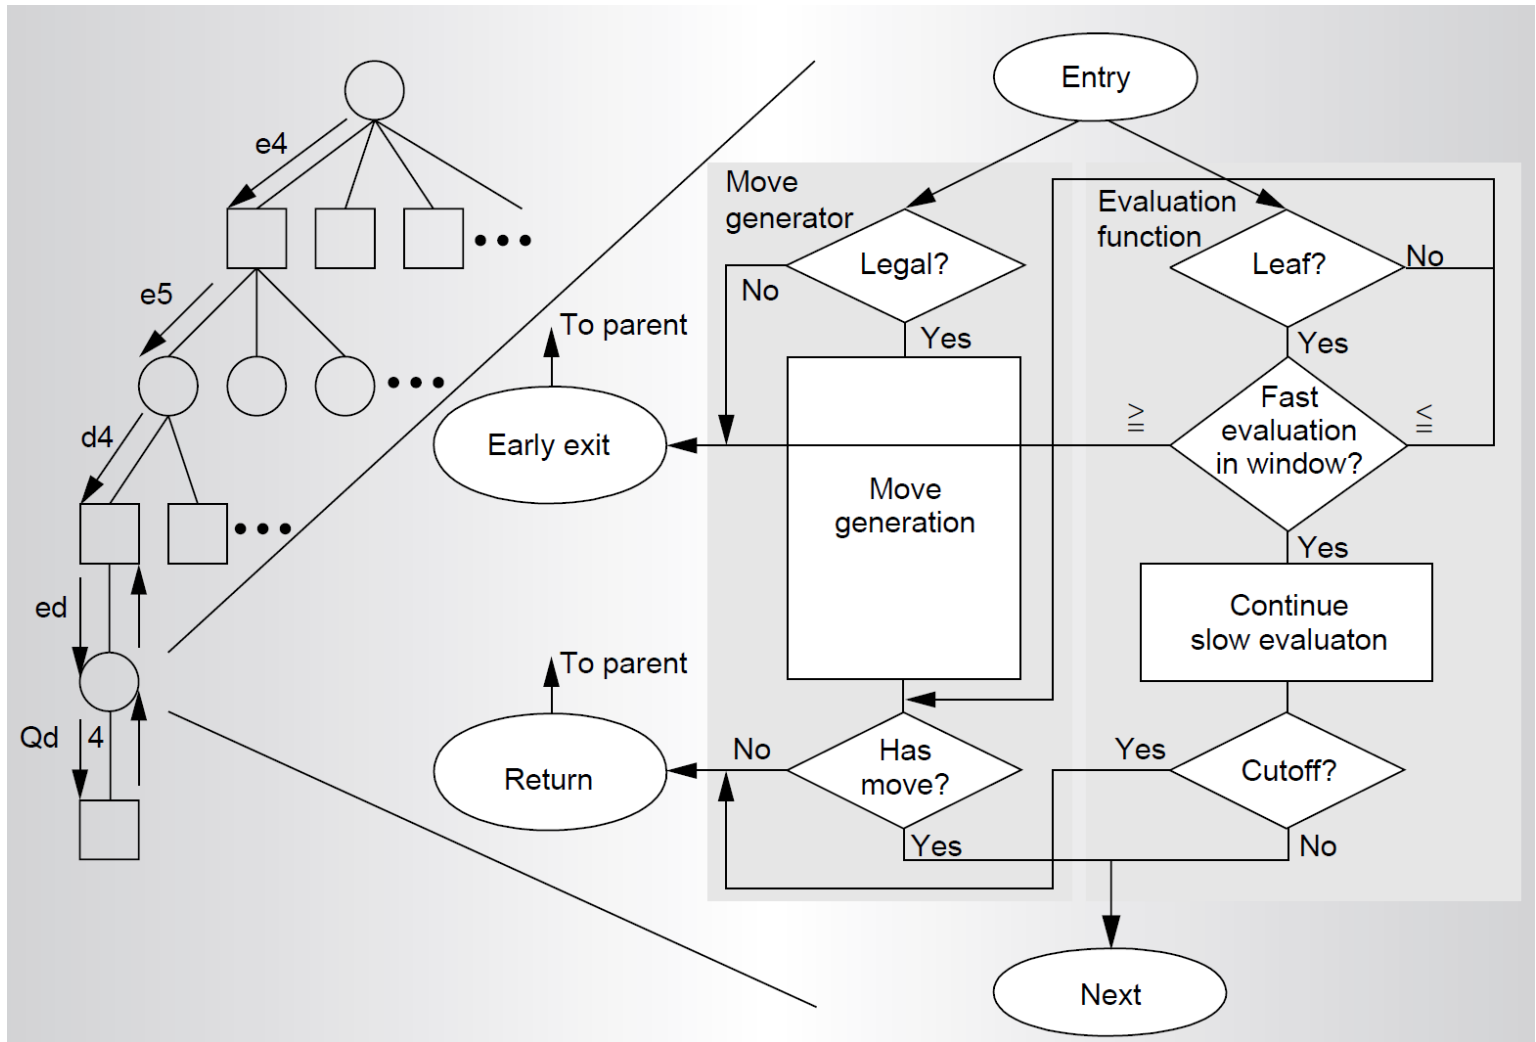 e4
e5
d4
ed
Qd
4
Entry
Move
generator
Legal?
No
Yes
To parent
Early exit
Move
generation
To parent
Return
No
Has
move?
Yes
Evaluation
function
Leaf?
No
Yes
≧
Fast
evaluation
in window?
≦
Yes
Continue
slow evaluaton
Yes
Cutoff?
No
Next